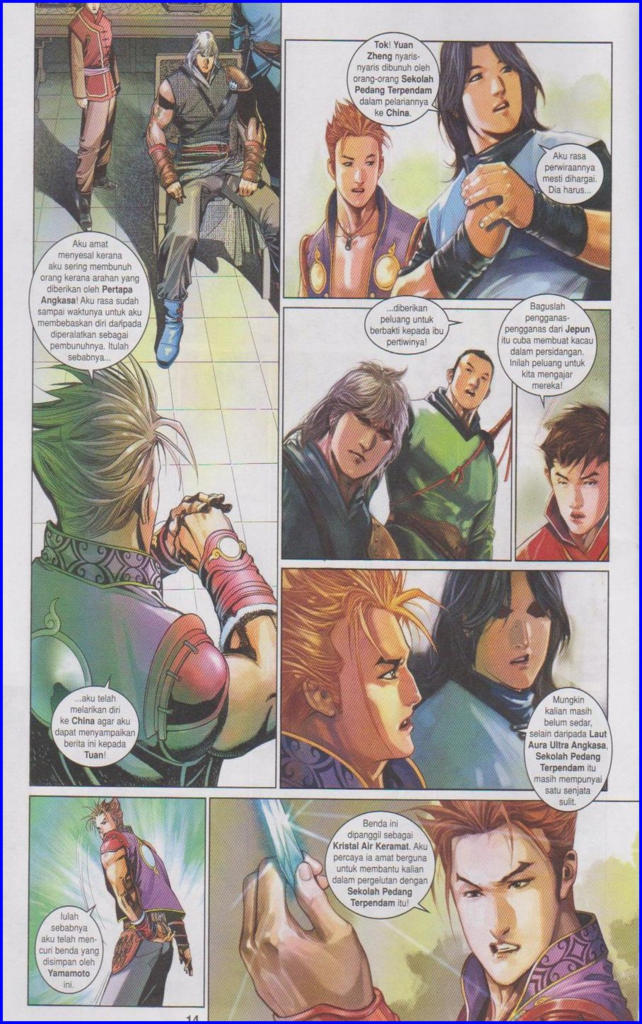 Aku amat
menyesal kerana
aku sering membunuh
orang kerana arahan yang
diberikan oleh Pertapa
Angkasa! Aku rasa sudah
sampai waktunya untuk aku
membebaskan diri daripada
diperalatkan sebagai
pembunuhnya. Itulah
sebabnya...
...aku telah
melarikan diri
ke China agar aku
dapat menyampaikan
berita ini kepada
Tuan!
Tok! Yuan
Zheng nyaris-
nyaris dibunuh oleh
orang-orang Sekolah
Pedang Terpendam
dalam pelariannya
ke China.
Aku rasa
perwiraannya
mesti dihargai.
Dia harus...
...diberikan
peluang untuk
berbakti kepada ibu
pertiwinya!
Baguslah
pengganas-
pengganas dari Jepun
itu cuba membuat kacau
dalam persidangan.
Inilah peluang untuk
kita mengajar
mereka!
Mungkin
kalian masih
belum sedar,
selain daripada Laut
Aura Ultra Angkasa,
Sekolah Pedang
Terpendam itu
masih mempunyai
satu senjata
sulit.
Iulah
sebabnya
aku telah men-
curi benda yang
disimpan oleh
Yamamoto
ini.
Benda ini
dipanggil sebagai
Kristal Air Keramat. Aku
percaya ia amat berguna
untuk membantu kalian
dalam pergelutan dengan
Sekolah Pedang
Terpendam itu!
14